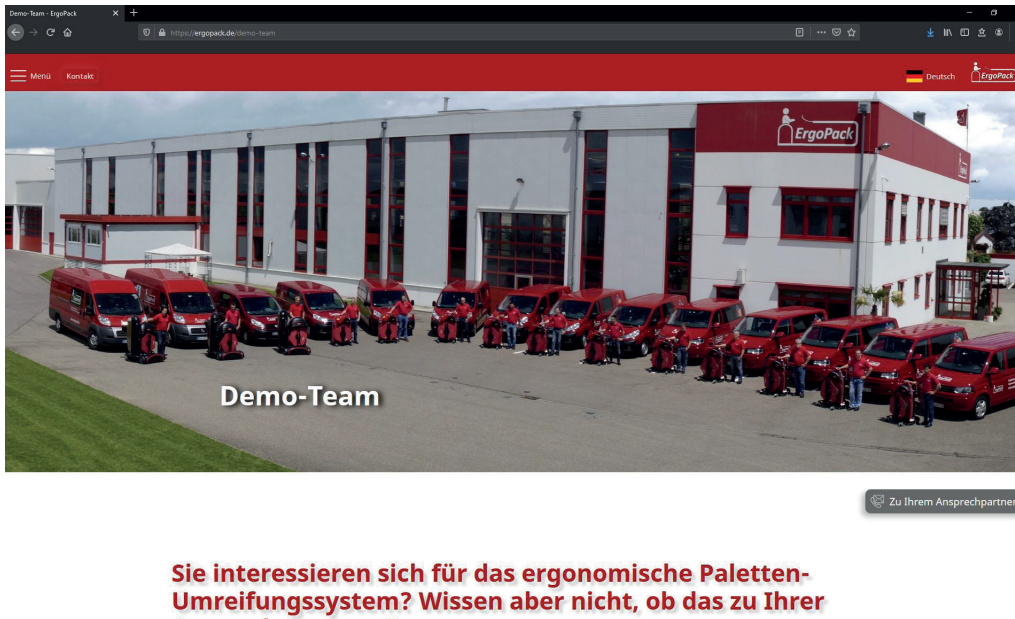 Demo-Team - ErgoPack
https://ergopack.de/demo-team
Menü
Kontakt
Deutsch
ErgoPack
ErgoPack
Demo-Team
Zu Ihrem Ansprechpartner
Sie interessieren sich für das ergonomische Paletten-
Umreifungssystem? Wissen aber nicht, ob das zu Ihrer